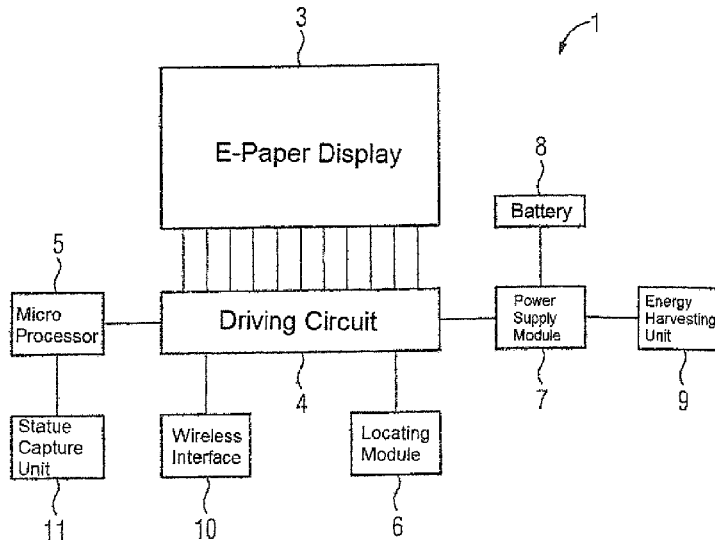 3
1
E-Paper Display
8
Battery
5
Micro
Processor
Driving Circuit
Power
Supply
Module
Energy
Harvesting
Unit
4
7
9
Statue
Capture
Unit
Wireless
Interface
Locating
Module
11
10
6